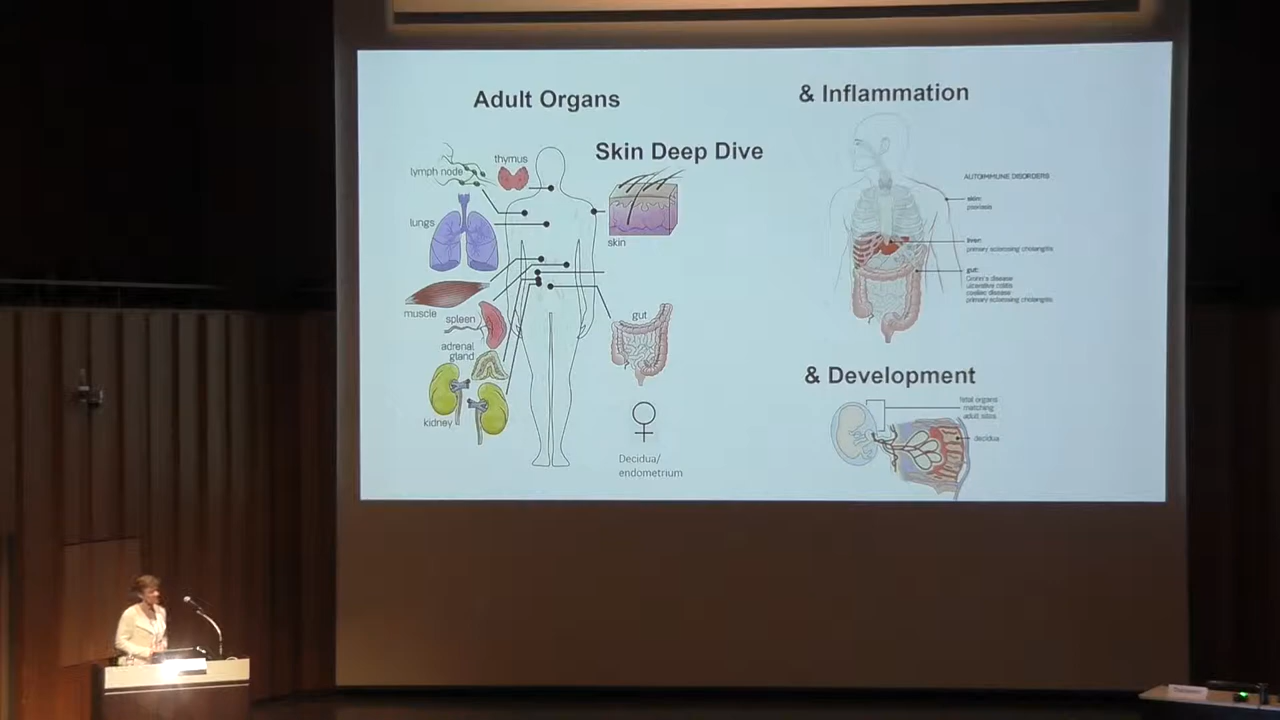 Adult Organs
Skin Deep Dive
thymus
lymph node
lungs
skin
muscle
spleen
gut
adrenal
gland
kidney
Decidua/
endometrium
& Inflammation
AUTOIMMUNE DISORDERS
skin:
psoriasis
liver:
primary sclerosing cholangitis
gut:
Crohn's disease
ulcerative colitis
coeliac disease
primary sclerosing cholangitis
& Development
fetal organs
matching
adult sites
decidua